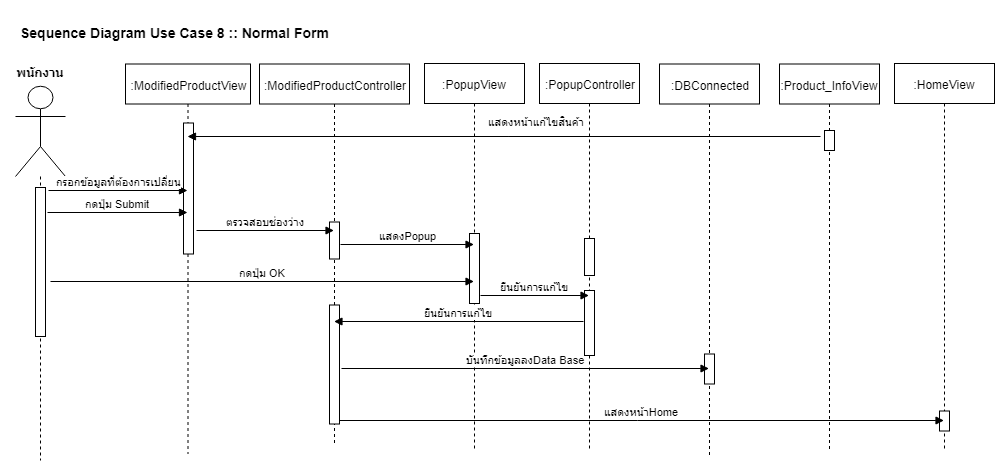 Sequence Diagram Use Case 8 :: Normal Form
พนักงาน
:ModifiedProductView
:ModifiedProductController
:PopupView
:PopupController
:DBConnected
:Product_InfoView
:HomeView
แสดงหน้าแก้ไขสินค้า
กรอกข้อมูลที่ต้องการเปลี่ยน
กดปุ่ม Submit
ตรวจสอบช่องว่าง
แสดงPopup
กดปุ่ม OK
ยืนยันการแก้ไข
ยืนยันการแก้ไข
บันทึกข้อมูลลงData Base
แสดงหน้าHome